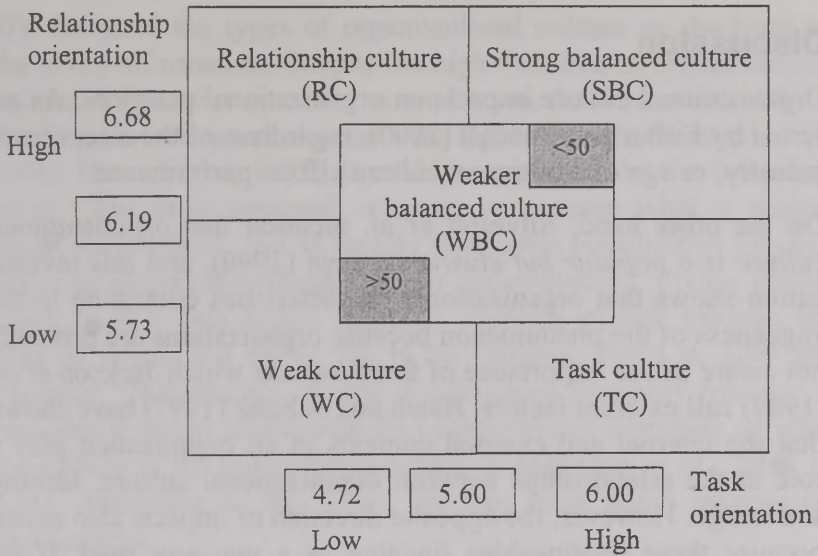 Relationship
orientation
Relationship culture
(RC)
Strong balanced culture
(SBC)
6.68
High
<50
Weaker
balanced culture
(WBC)
6.19
>50
Low
5.73
Weak culture
(WC)
Task culture
(TC)
4.72
5.60
6.00
Task
orientation
Low
High